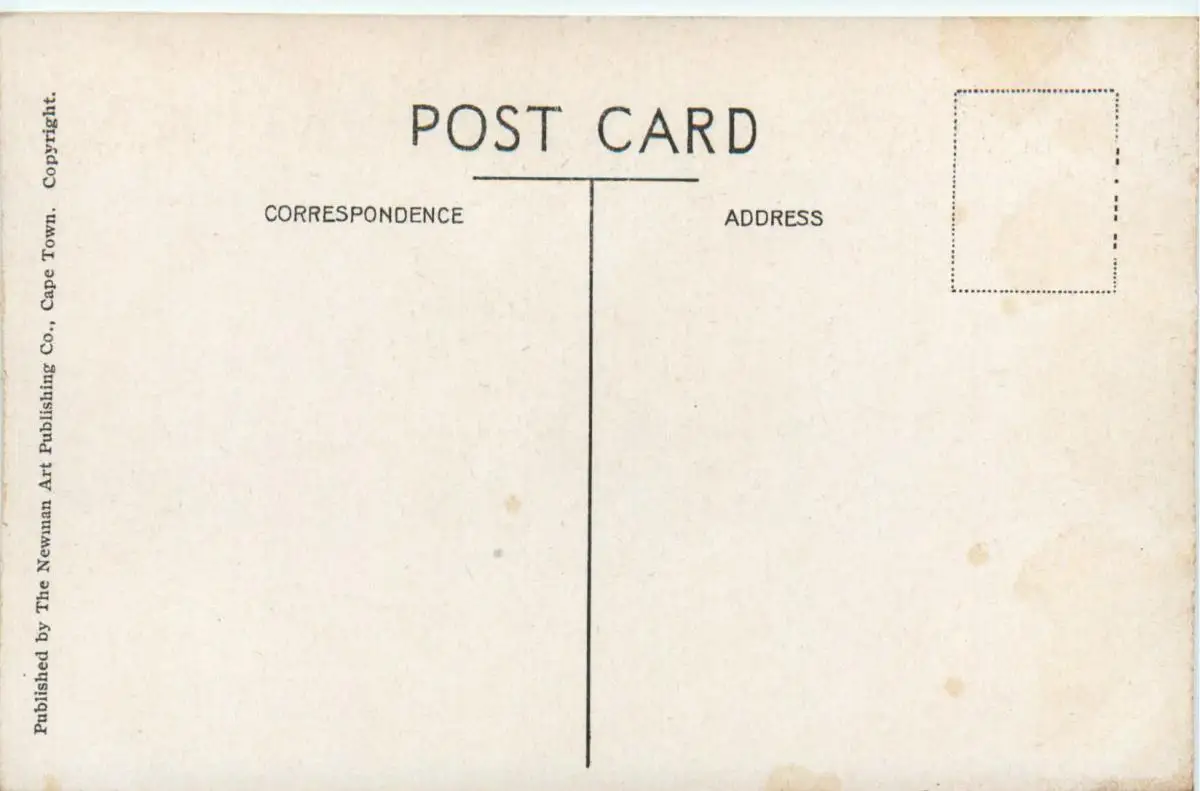 POST CARD
CORRESPONDENCE
ADDRESS
Published by The Newman Art Publishing Co., Cape Town. Copyright.